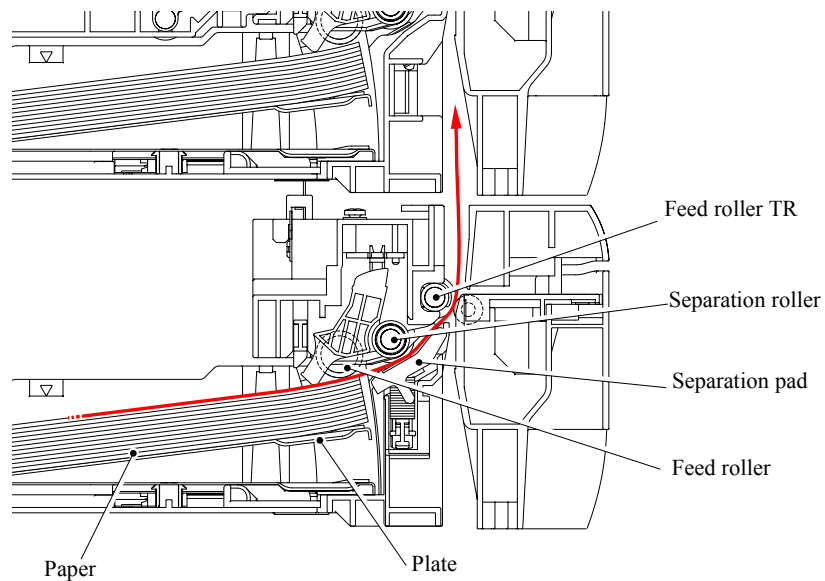 Feed roller TR
Separation roller
Separation pad
Feed roller
Plate
Paper